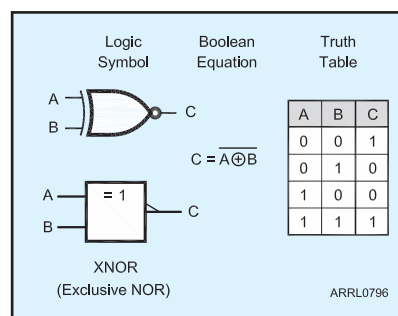 Logic Symbol
Boolean Equation
Truth Table
A
B
C
C = \overline{A⊕B}
A B C
0 0 1
0 1 0
1 0 0
1 1 1
A
B
= 1
C
XNOR
(Exclusive NOR)
ARRL0796